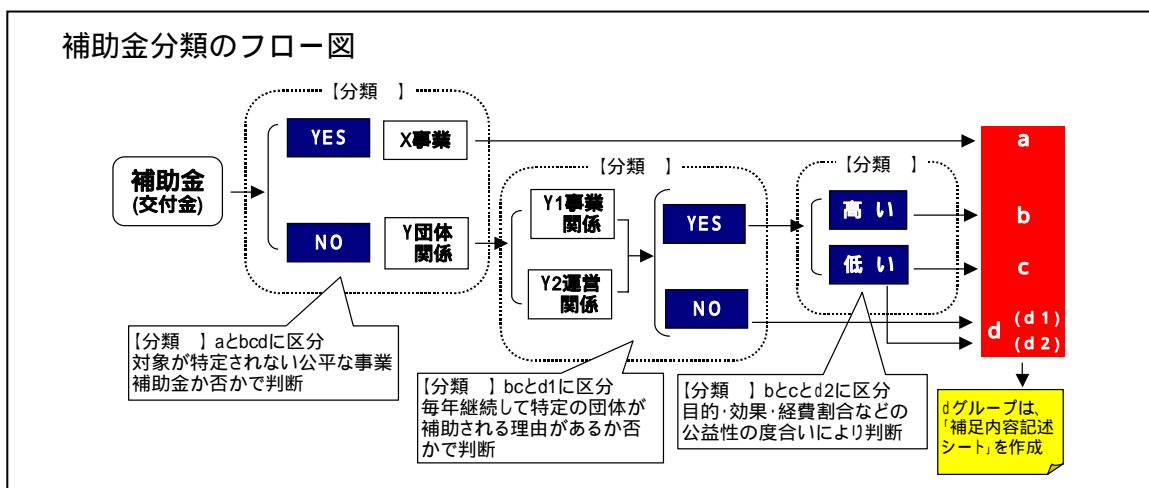 補助金分類のフロー図
【分類　】
YES
X事業
補助金
(交付金)
NO
Y団体
関係
【分類　】aとbcdに区分
対象が特定されない公平な事業
補助金か否かで判断
【分類　】
Y1事業
関係
Y2運営
関係
YES
NO
【分類　】bcとd1に区分
毎年継続して特定の団体が
補助される理由があるか否
かで判断
【分類　】
高い
低い
【分類　】bとcとd2に区分
目的・効果・経費割合などの
公益性の度合いにより判断
a
b
c
d (d1)
(d2)
dグループは、
「補足内容記述
シート」を作成